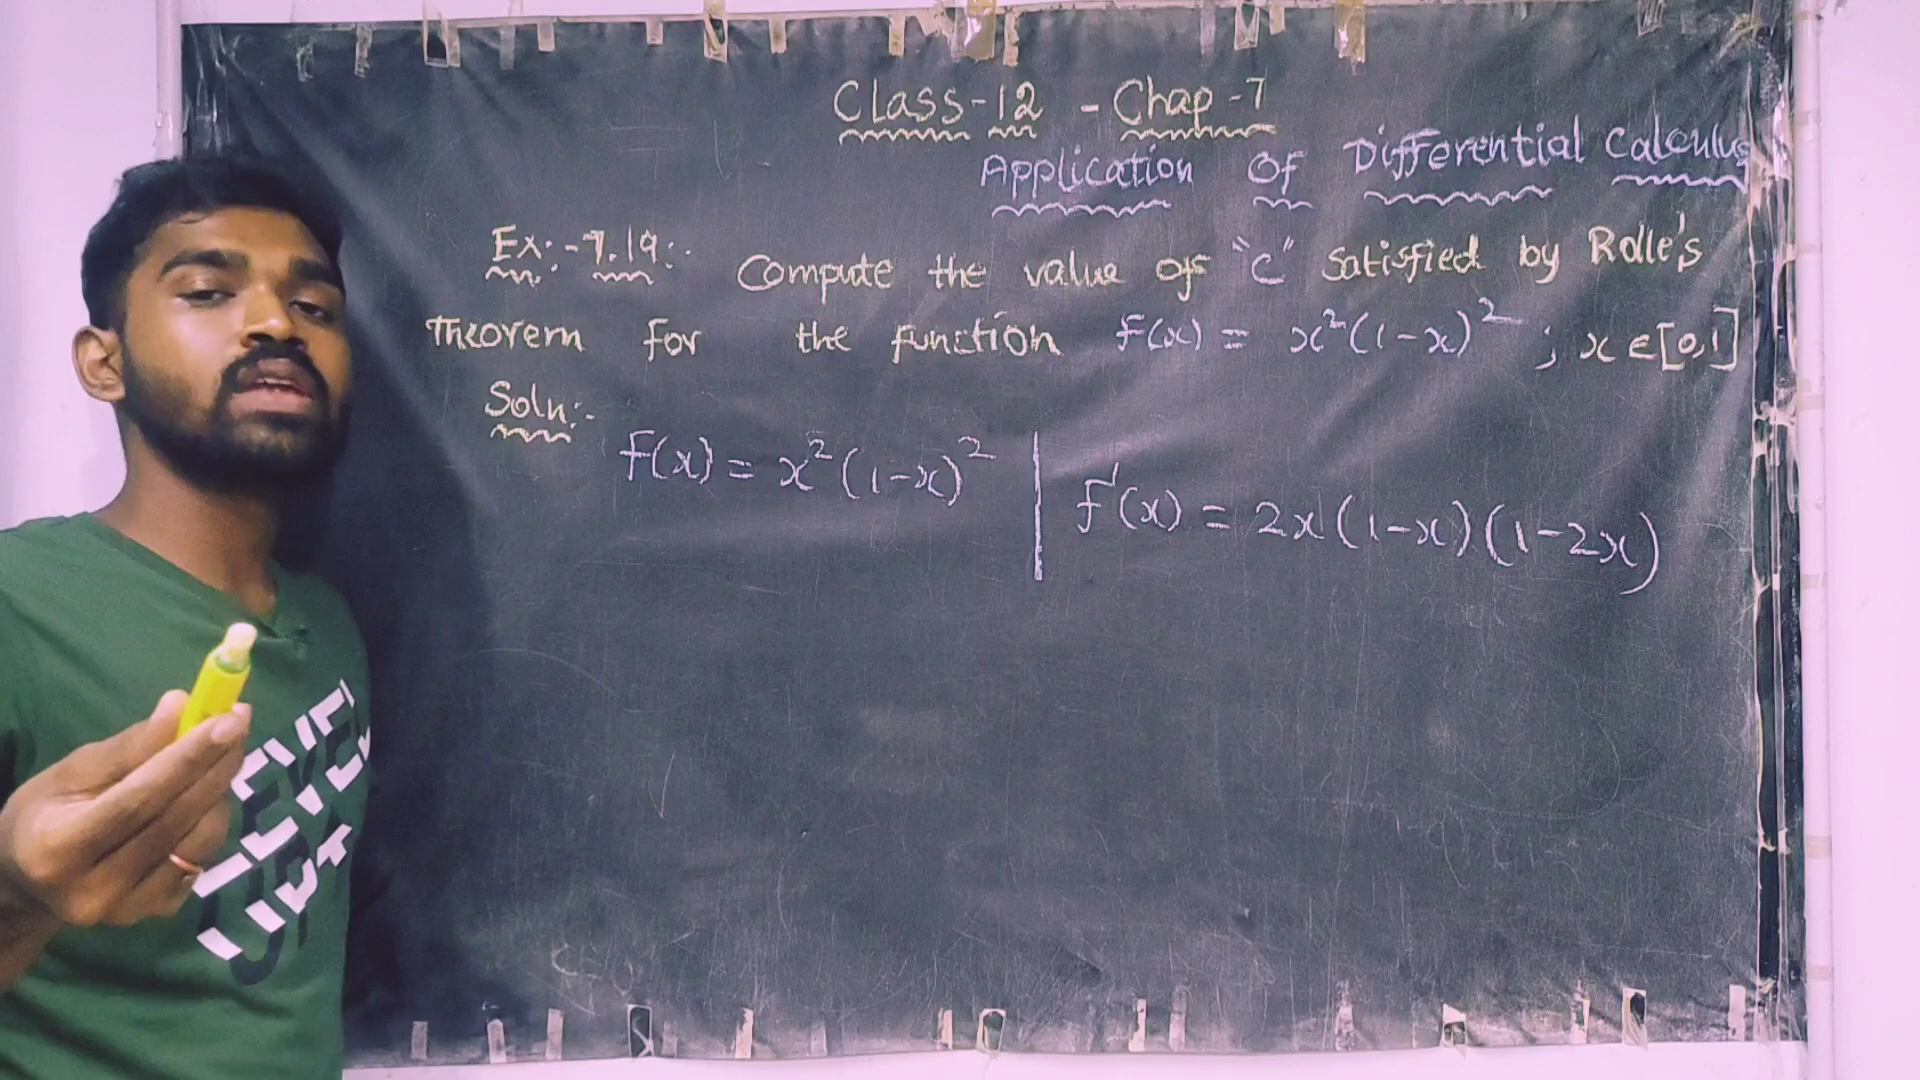 Class-12 - Chap-7
Application Of Differential Calculus
Ex:-7.19:- Compute the value of "C" Satisfied by Rolle's
Theorem for the function f(x) = x²(1-x)² ; x ∈ [0,1]
Soln:-
f(x) = x²(1-x)² | f'(x) = 2x(1-x)(1-2x)